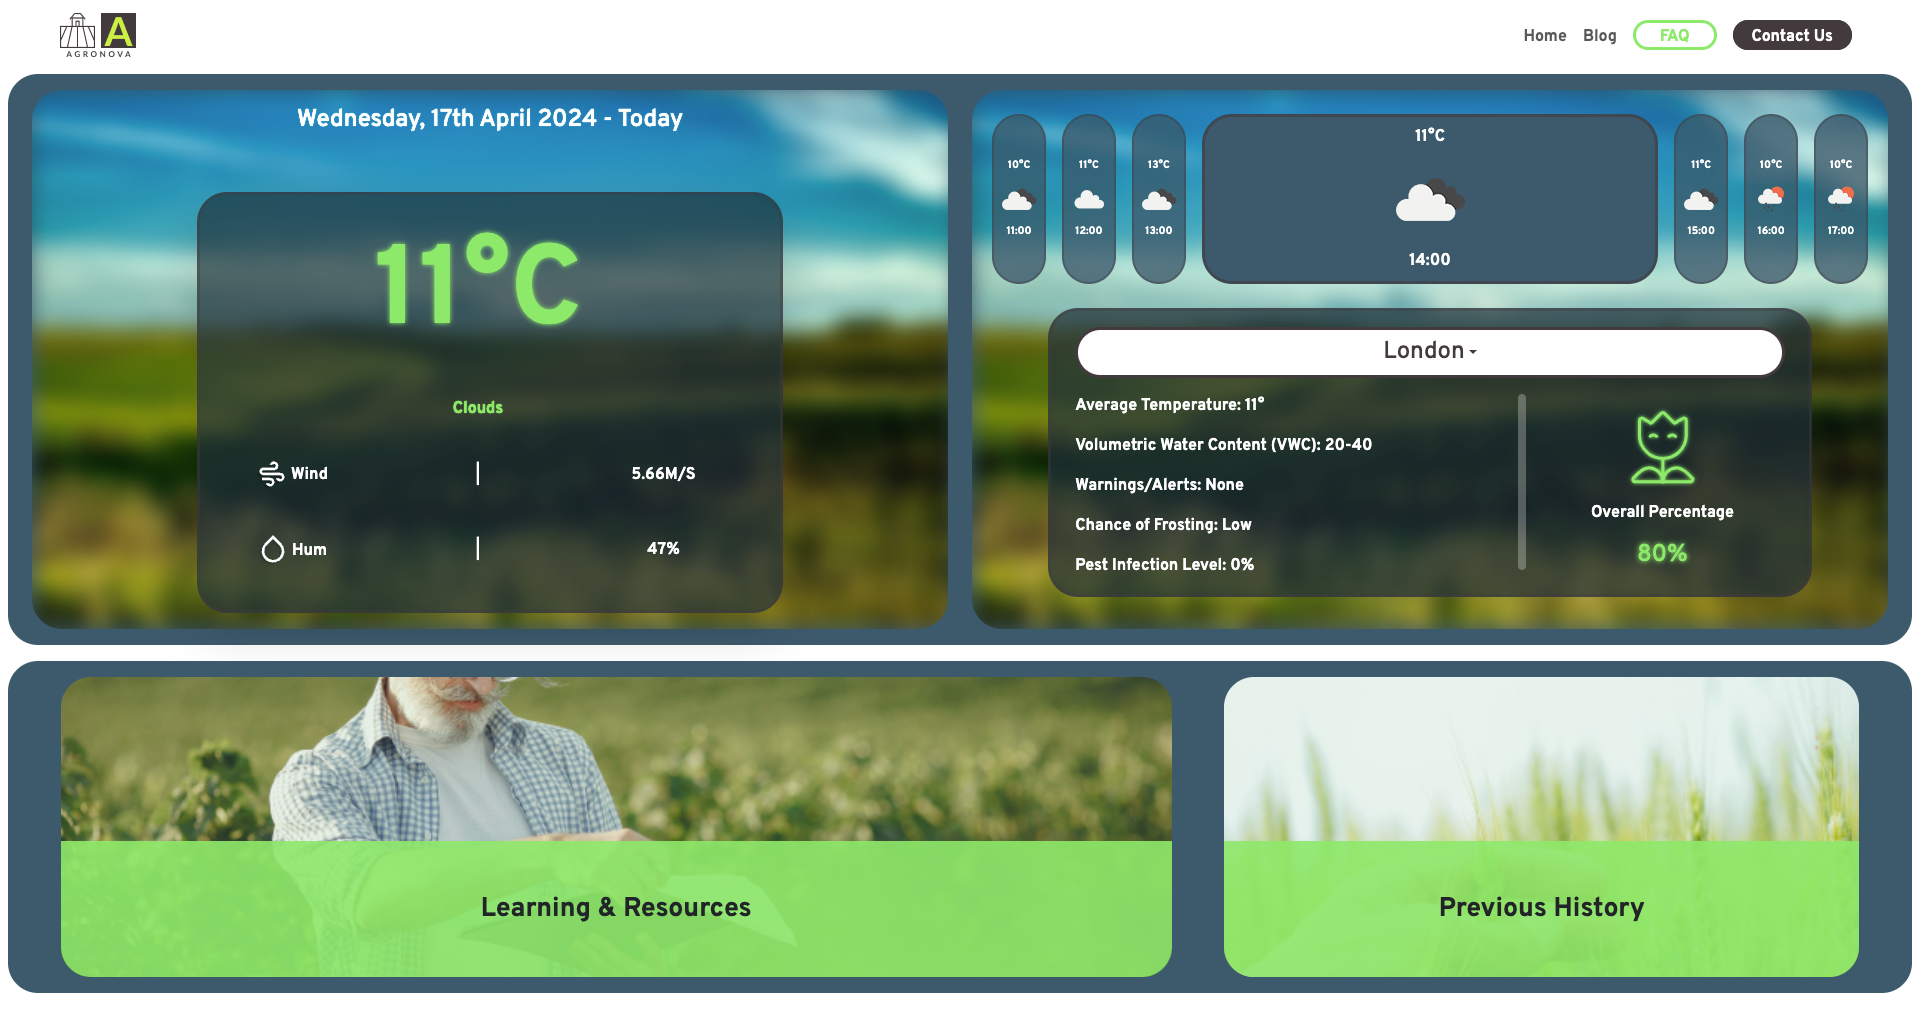 A
AGRONOVA
Home
Blog
FAQ
Contact Us
Wednesday, 17th April 2024 - Today
11°C
Clouds
Wind
5.66M/S
Hum
47%
10°C
11:00
11°C
12:00
13°C
13:00
11°C
14:00
11°C
15:00
10°C
16:00
10°C
17:00
London
Average Temperature: 11°
Volumetric Water Content (VWC): 20-40
Warnings/Alerts: None
Chance of Frosting: Low
Pest Infection Level: 0%
Overall Percentage
80%
Learning & Resources
Previous History